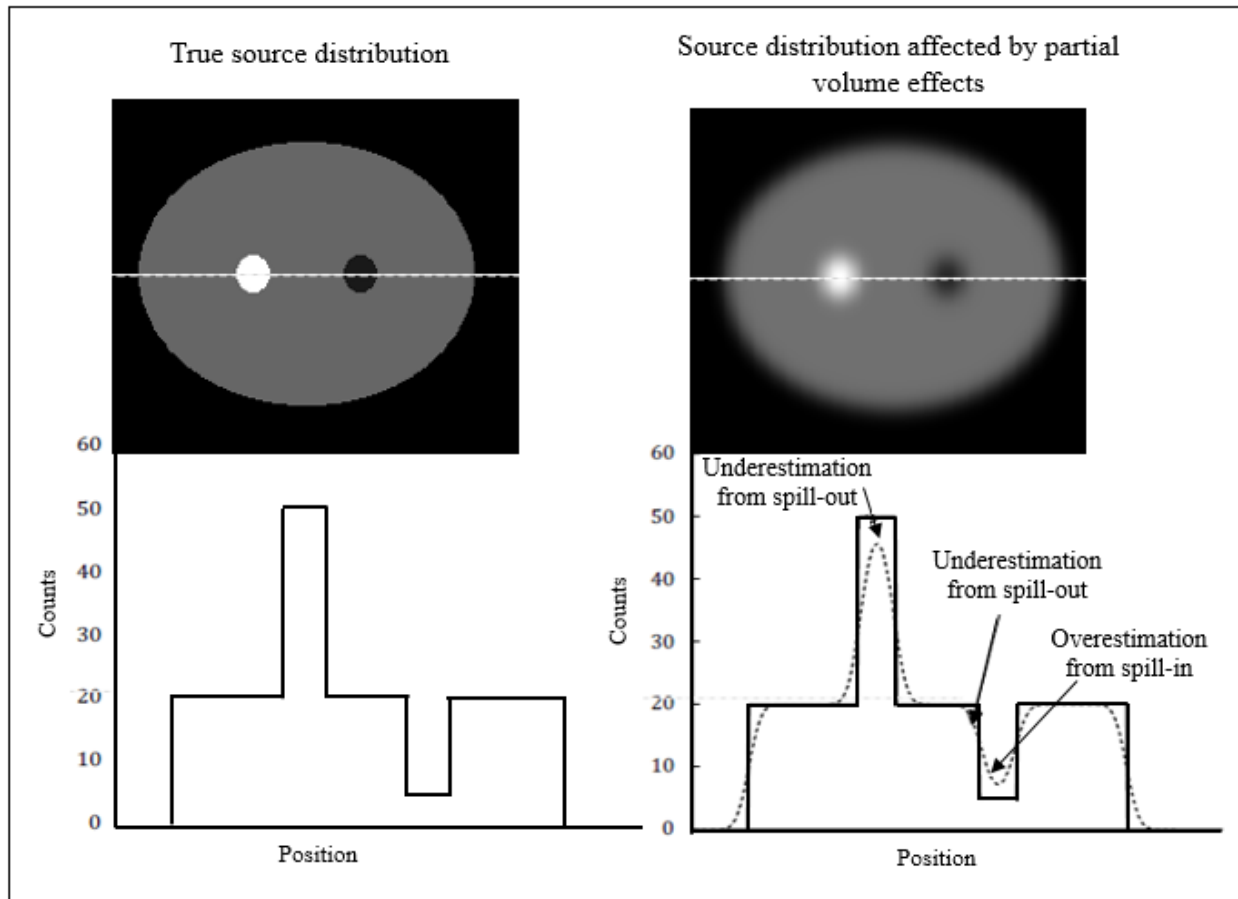 True source distribution
Source distribution affected by partial
volume effects
60
50
40
30
20
10
0
Counts
Position
60
50
40
30
20
10
0
Counts
Underestimation
from spill-out
Underestimation
from spill-out
Overestimation
from spill-in
Position